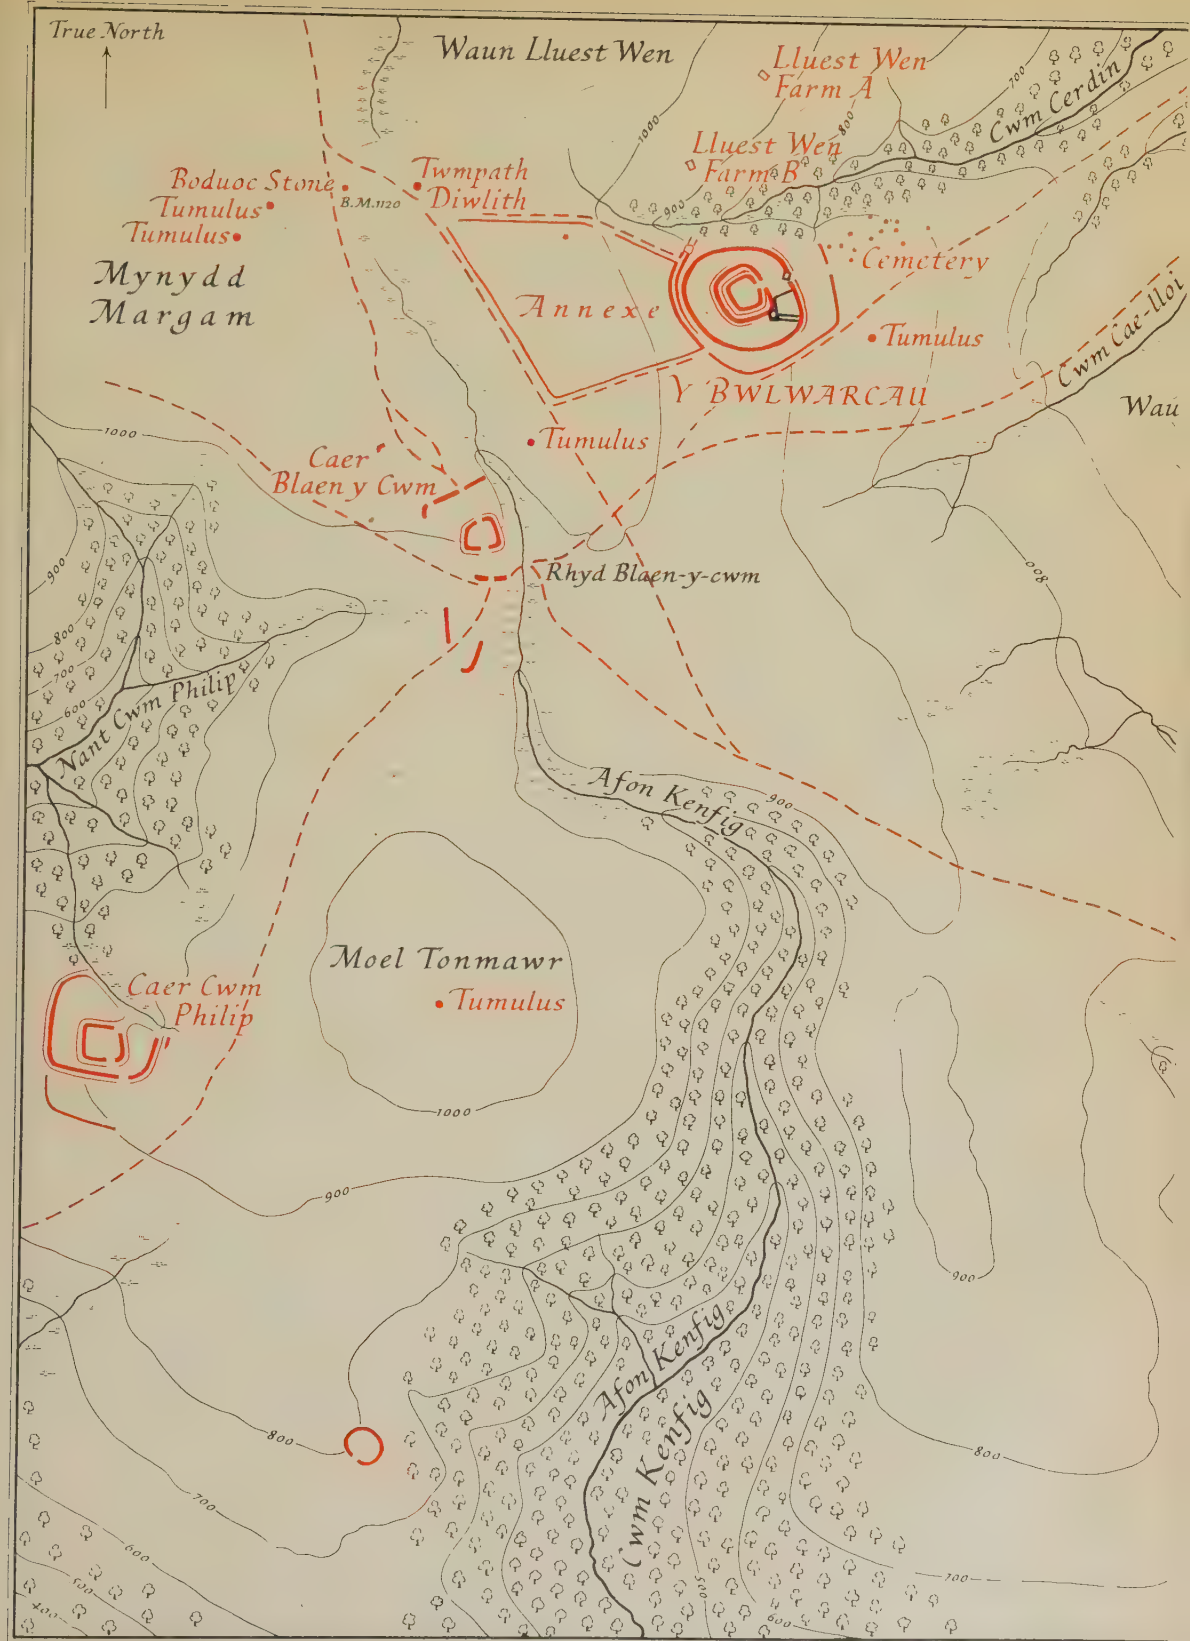 True North
Waun Lluest Wen
Lluest Wen
Farm A
700
Cwm Cerdin
1000
800
Lluest Wen
Farm B
900
Boduoc Stone
B.M.1120
Twmpath
Diwlith
Tumulus
Tumulus
Mynydd
Margam
Cemetery
Annexe
Tumulus
Cwm Cae-lloi
Y BWLWARCAU
Wau
1000
Tumulus
Caer
Blaen y Cwm
900
Rhyd Blaen-y-cwm
800
800
700
600
Nant Cwm Philip
Afon Kenfig
900
Moel Tonmawr
Tumulus
Caer Cwm
Philip
1000
900
900
Afon Kenfig
Cwm Kenfig
800
800
700
600
500
400
500
600
700